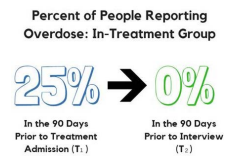 Percent of People Reporting
Overdose: In-Treatment Group
25% 0%
In the 90 Days
Prior to Treatment
Admission (T₁)
In the 90 Days
Prior to Interview
(T₂)